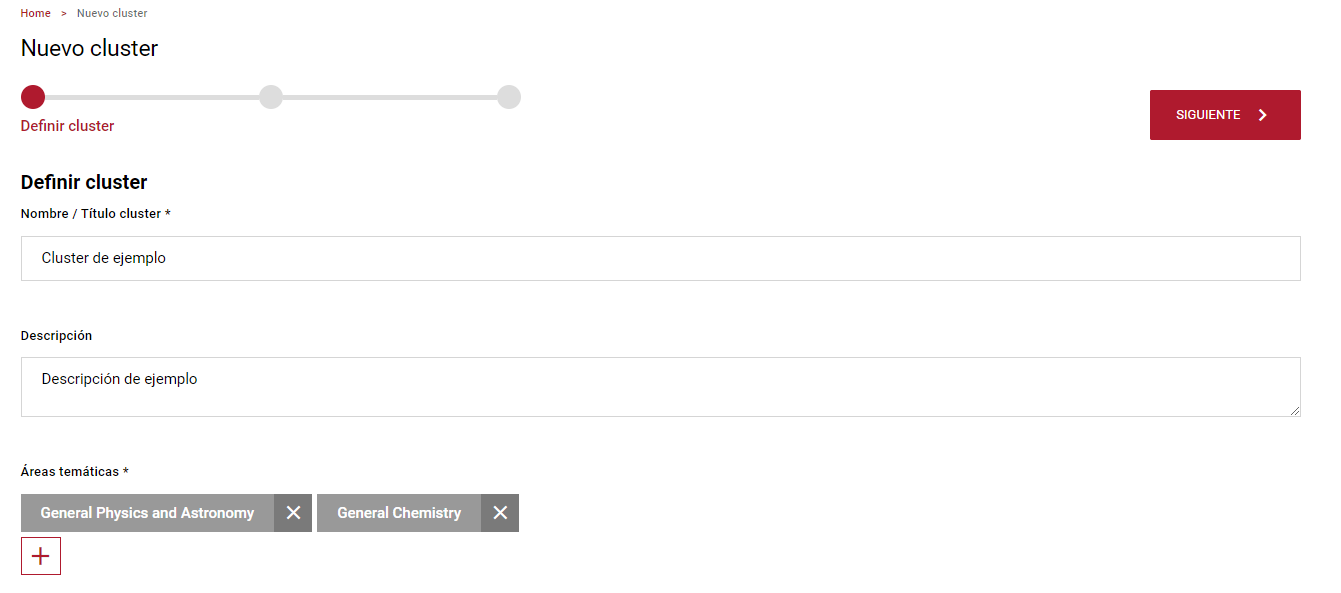 Home > Nuevo cluster
Nuevo cluster
Definir cluster
SIGUIENTE
Definir cluster
Nombre / Título cluster *
Cluster de ejemplo
Descripción
Descripción de ejemplo
Áreas temáticas *
General Physics and Astronomy
General Chemistry